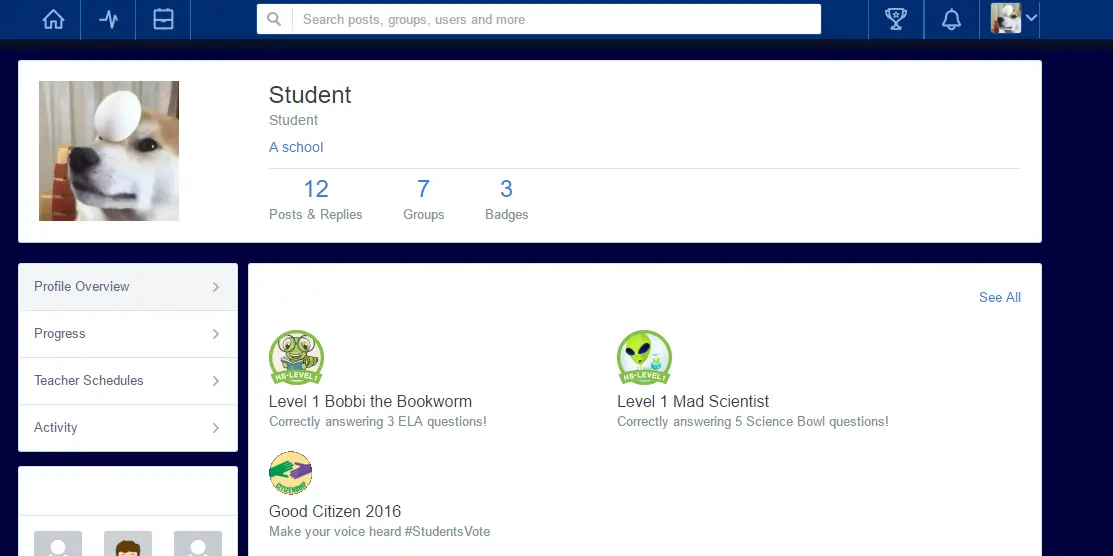 Search posts, groups, users and more
Student
Student
A school
12 7 3
Posts & Replies Groups Badges
Profile Overview
Progress
Teacher Schedules
Activity
See All
HS-LEVEL 1
Level 1 Bobbi the Bookworm
Correctly answering 3 ELA questions!
HS-LEVEL 1
Level 1 Mad Scientist
Correctly answering 5 Science Bowl questions!
CITIZENSHIP
Good Citizen 2016
Make your voice heard #StudentsVote